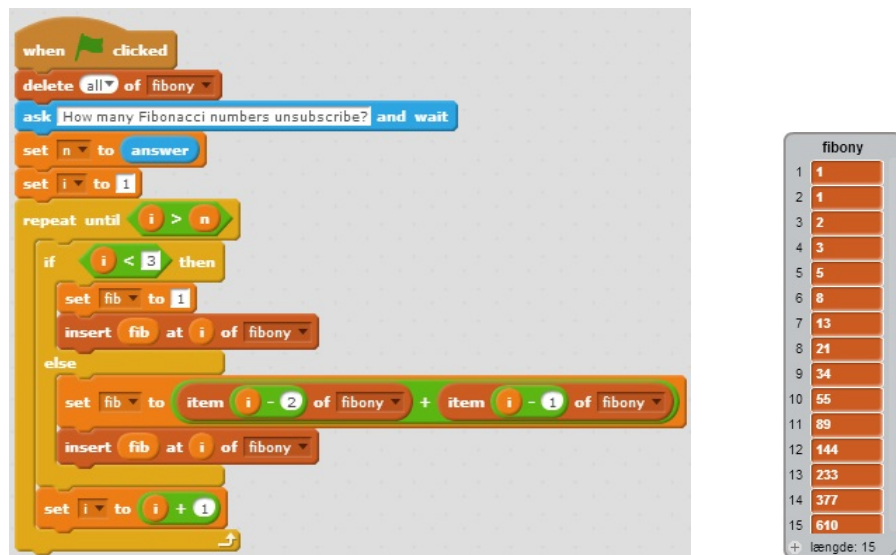 when clicked
delete all of fibony
ask How many Fibonacci numbers unsubscribe? and wait
set n to answer
set i to 1
repeat until i > n
if i < 3 then
set fib to 1
insert fib at i of fibony
else
set fib to item i - 2 of fibony + item i - 1 of fibony
insert fib at i of fibony
set i to i + 1
fibony
1 1
2 1
3 2
4 3
5 5
6 8
7 13
8 21
9 34
10 55
11 89
12 144
13 233
14 377
15 610
+ længde: 15